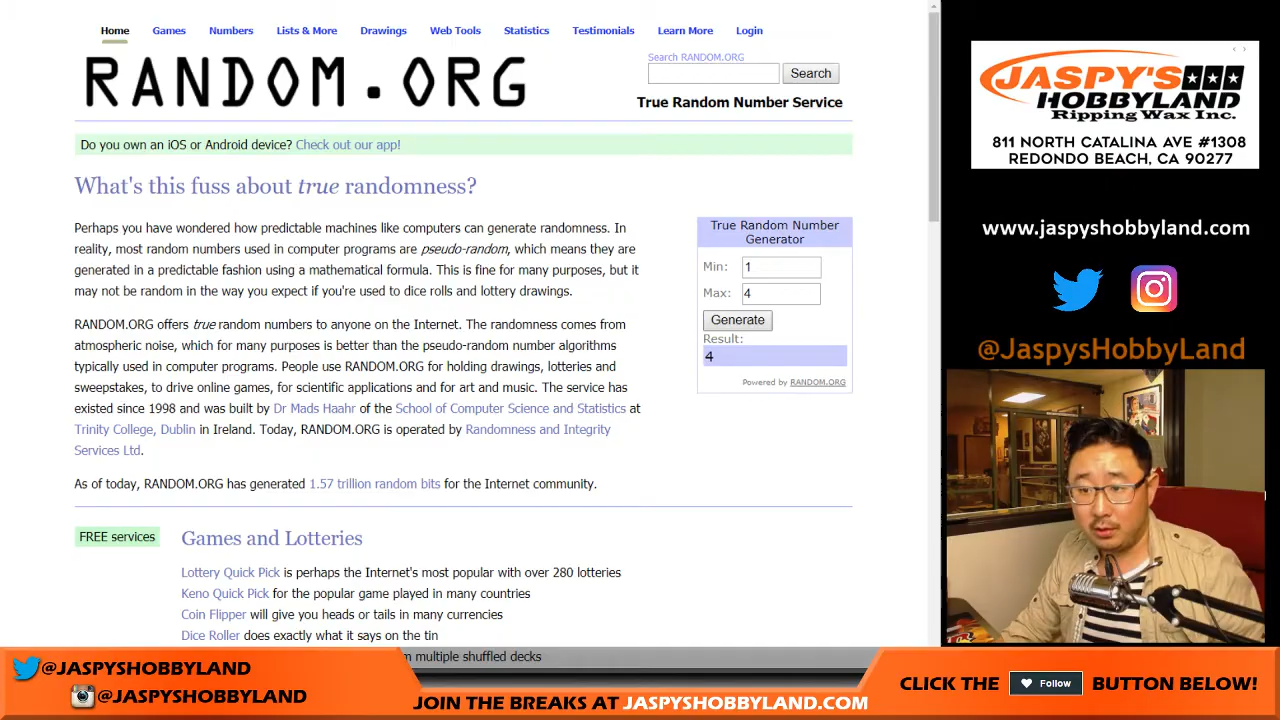 Home Games Numbers Lists & More Drawings Web Tools Statistics Testimonials Learn More Login
RANDOM.ORG
Search RANDOM.ORG
Search
True Random Number Service
Do you own an iOS or Android device? Check out our app!
What's this fuss about true randomness?
Perhaps you have wondered how predictable machines like computers can generate randomness. In
reality, most random numbers used in computer programs are pseudo-random, which means they are
generated in a predictable fashion using a mathematical formula. This is fine for many purposes, but it
may not be random in the way you expect if you're used to dice rolls and lottery drawings.
RANDOM.ORG offers true random numbers to anyone on the Internet. The randomness comes from
atmospheric noise, which for many purposes is better than the pseudo-random number algorithms
typically used in computer programs. People use RANDOM.ORG for holding drawings, lotteries and
sweepstakes, to drive online games, for scientific applications and for art and music. The service has
existed since 1998 and was built by Dr Mads Haahr of the School of Computer Science and Statistics at
Trinity College, Dublin in Ireland. Today, RANDOM.ORG is operated by Randomness and Integrity
Services Ltd.
As of today, RANDOM.ORG has generated 1.57 trillion random bits for the Internet community.
True Random Number
Generator
Min: 1
Max: 4
Generate
Result:
4
Powered by RANDOM.ORG
FREE services
Games and Lotteries
Lottery Quick Pick is perhaps the Internet's most popular with over 280 lotteries
Keno Quick Pick for the popular game played in many countries
Coin Flipper will give you heads or tails in many currencies
Dice Roller does exactly what it says on the tin
m multiple shuffled decks
JASPY'S
HOBBYLAND
Ripping Wax Inc.
811 NORTH CATALINA AVE #1308
REDONDO BEACH, CA 90277
www.jaspyshobbyland.com
@JaspysHobbyLand
@JASPYSHOBBYLAND
@JASPYSHOBBYLAND
JOIN THE BREAKS AT JASPYSHOBBYLAND.COM
CLICK THE Follow BUTTON BELOW!